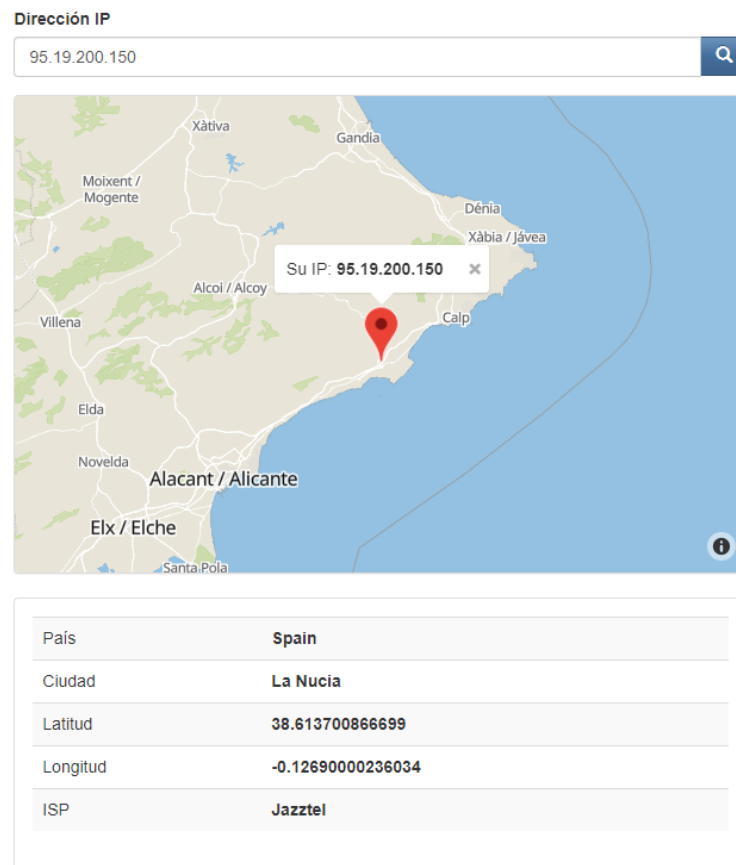 Dirección IP
95.19.200.150
Xàtiva
Gandia
Moixent /
Mogente
Dénia
Xàbia / Jávea
Su IP: 95.19.200.150 ×
Alcoi / Alcoy
Villena
Calp
Elda
Novelda
Alacant / Alicante
Elx / Elche
Santa Pola
País Spain
Ciudad La Nucia
Latitud 38.613700866699
Longitud -0.12690000236034
ISP Jazztel